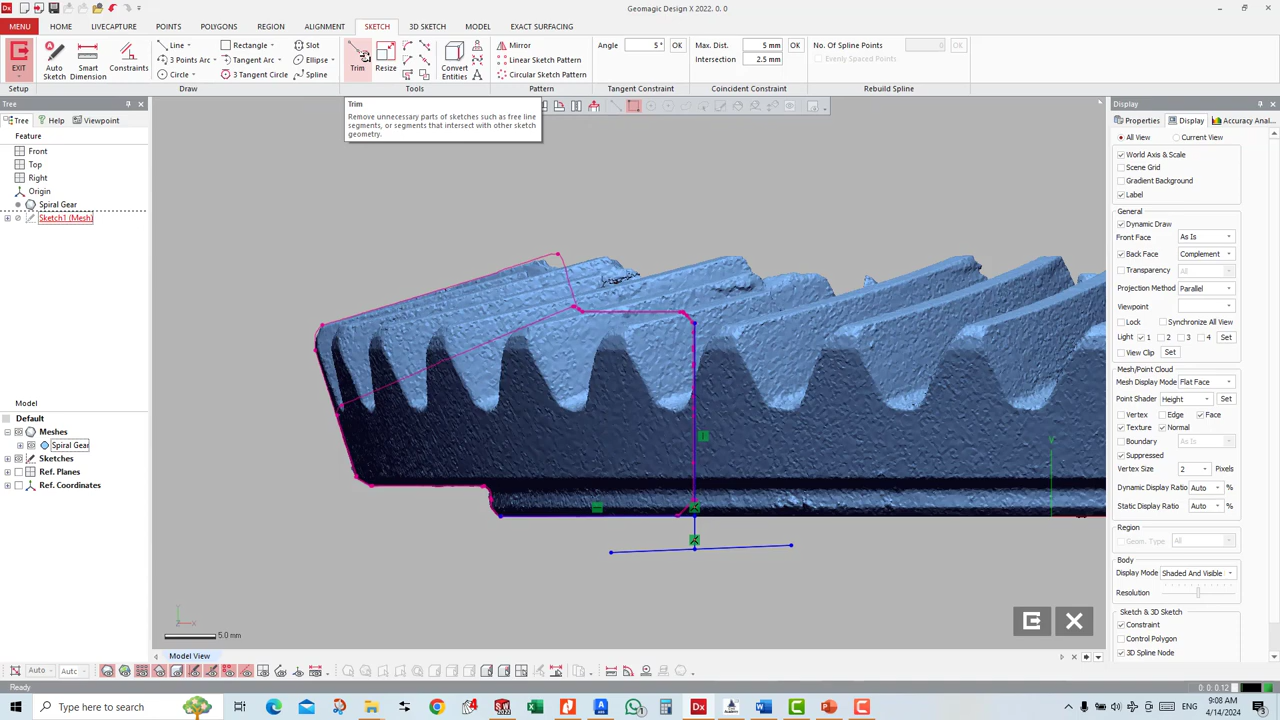 Dx
Geomagic Design X 2022. 0. 0
MENU HOME LIVECAPTURE POINTS POLYGONS REGION ALIGNMENT SKETCH 3D SKETCH MODEL EXACT SURFACING
EXIT
Auto Sketch
Smart Dimension
Constraints
Line
3 Points Arc
Circle
Rectangle
Tangent Arc
3 Tangent Circle
Slot
Ellipse
Spline
Trim
Resize
Convert Entities
Mirror
Linear Sketch Pattern
Circular Sketch Pattern
Angle 5° OK
Max. Dist. 5 mm OK
Intersection 2.5 mm
No. Of Spline Points 0 OK
Evenly Spaced Points
Setup Draw Tools Pattern Tangent Constraint Coincident Constraint Rebuild Spline
Trim
Remove unnecessary parts of sketches such as free line
segments, or segments that intersect with other sketch
geometry.
Tree
Tree Help Viewpoint
Feature
Front
Top
Right
Origin
Spiral Gear
Sketch1 (Mesh)
Model
Default
Meshes
Spiral Gear
Sketches
Ref. Planes
Ref. Coordinates
5.0 mm
Model View
Display
Properties Display Accuracy Anal...
All View Current View
World Axis & Scale
Scene Grid
Gradient Background
Label
General
Dynamic Draw
Front Face As Is
Back Face Complement
Transparency All
Projection Method Parallel
Viewpoint
Lock Synchronize All View
Light 1 2 3 4 Set
View Clip Set
Mesh/Point Cloud
Mesh Display Mode Flat Face
Point Shader Height Set
Vertex Edge Face
Texture Normal
Boundary As Is
Suppressed
Vertex Size 2 Pixels
Dynamic Display Ratio Auto %
Static Display Ratio Auto %
Region
Geom. Type All
Body
Display Mode Shaded And Visible
Resolution
Sketch & 3D Sketch
Constraint
Control Polygon
3D Spline Node
Auto Autc
Ready
0: 0: 0.12
Type here to search
ENG
9:08 AM
4/14/2024